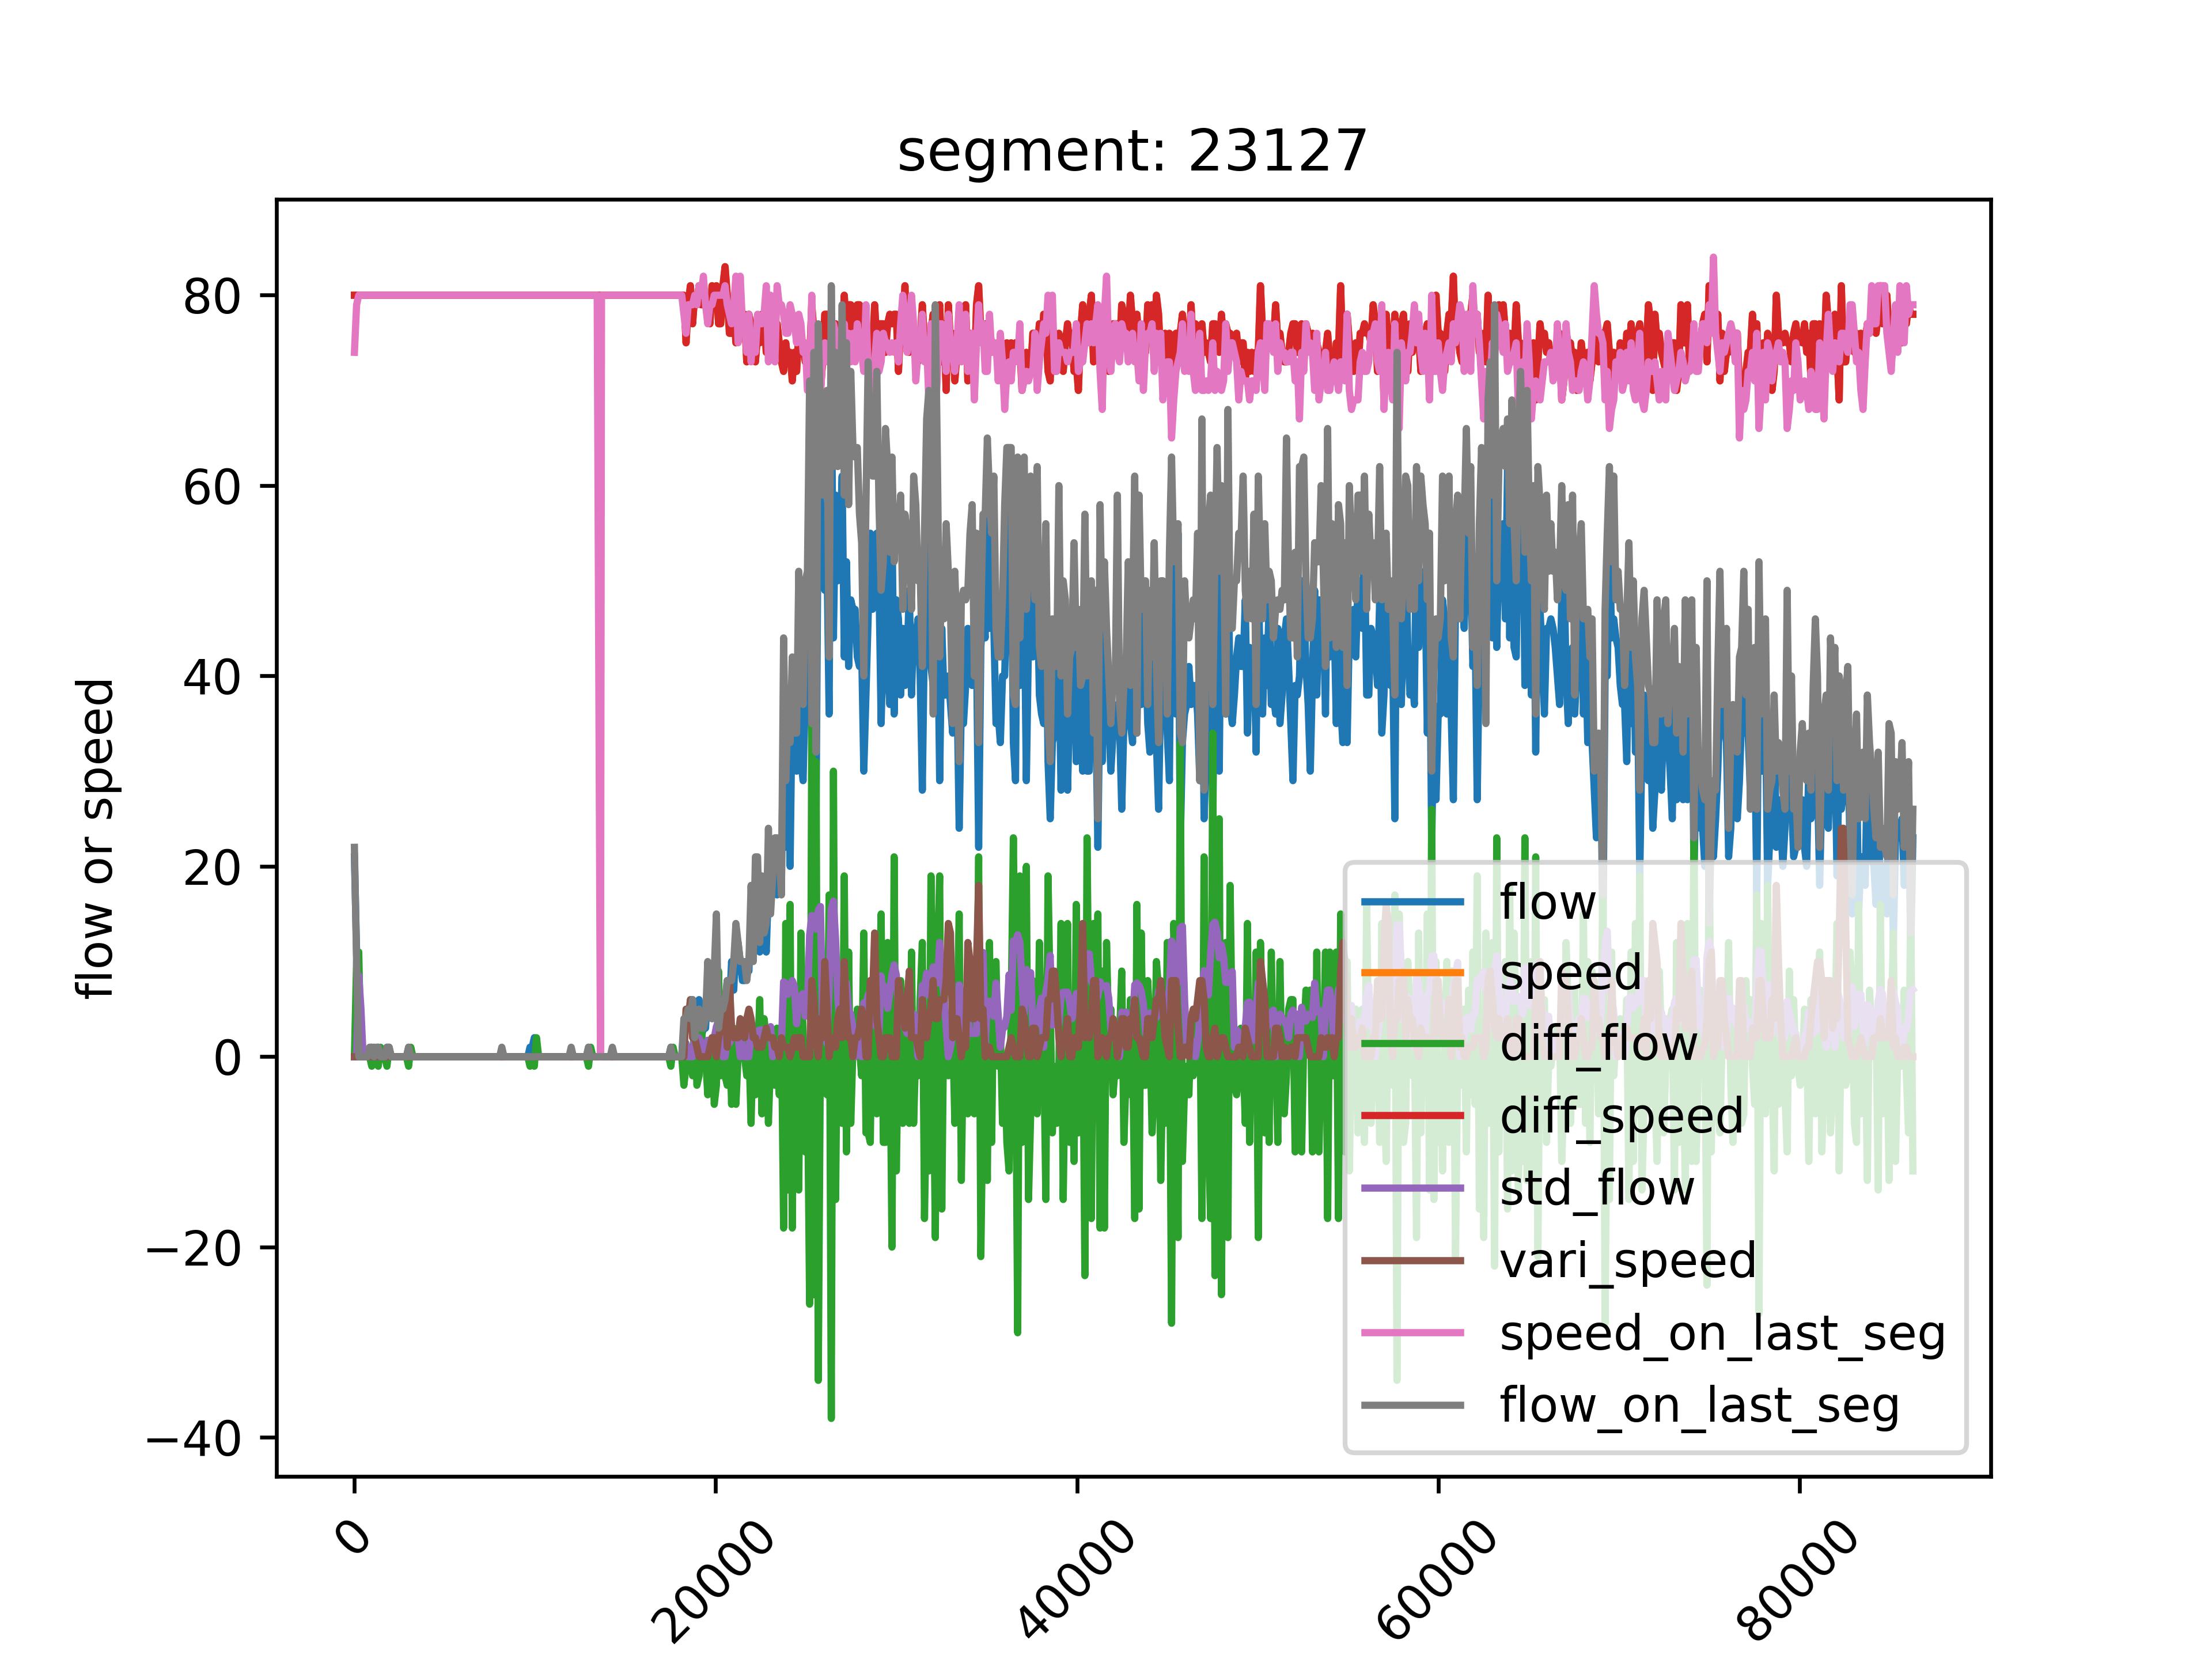 segment: 23127
flow or speed
80
60
40
20
0
−20
−40
0
20000
40000
60000
80000
flow
speed
diff_flow
diff_speed
std_flow
vari_speed
speed_on_last_seg
flow_on_last_seg